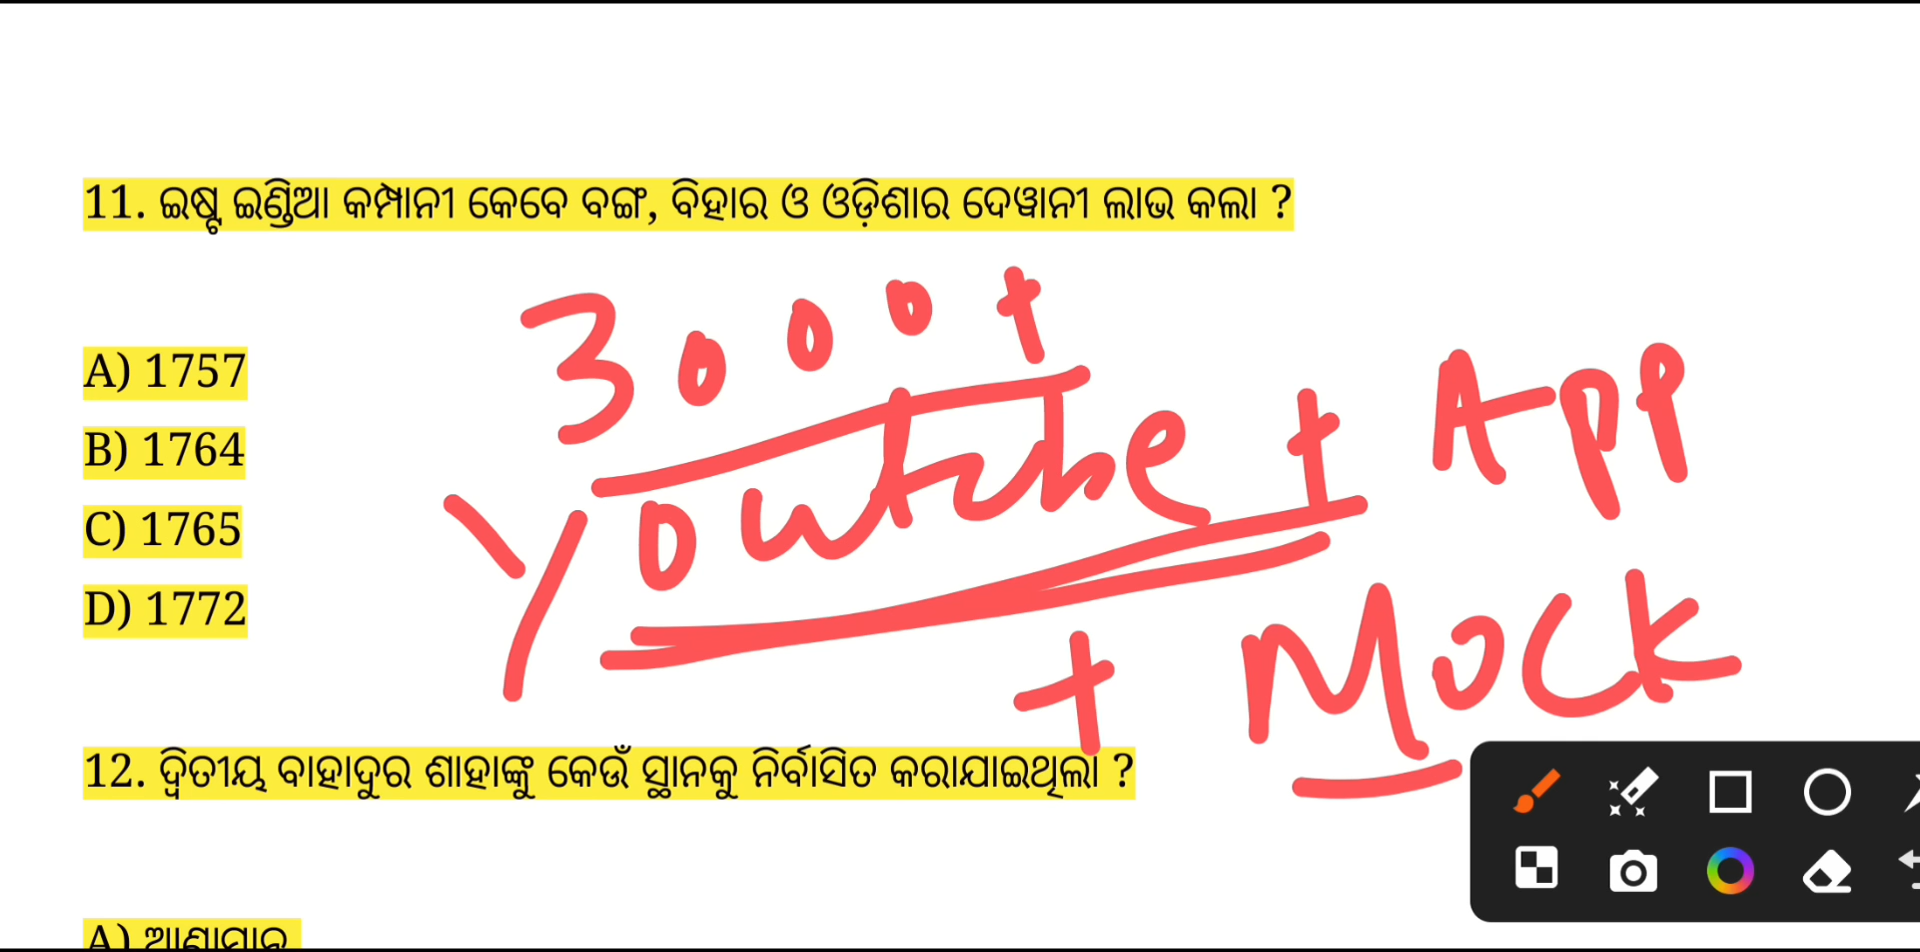 11. ଇଷ୍ଟ ଇଣ୍ଡିଆ କମ୍ପାନୀ କେବେ ବଙ୍ଗ, ବିହାର ଓ ଓଡ଼ିଶାର ଦେୱାନୀ ଲାଭ କଲା ?
3000+
A) 1757
B) 1764
C) 1765
D) 1772
Youtube + App
+ Mock
12. ଦ୍ୱିତୀୟ ବାହାଦୁର ଶାହାଙ୍କୁ କେଉଁ ସ୍ଥାନକୁ ନିର୍ବାସିତ କରାଯାଇଥିଲା ?
A) ଆଣ୍ଡାମାନ